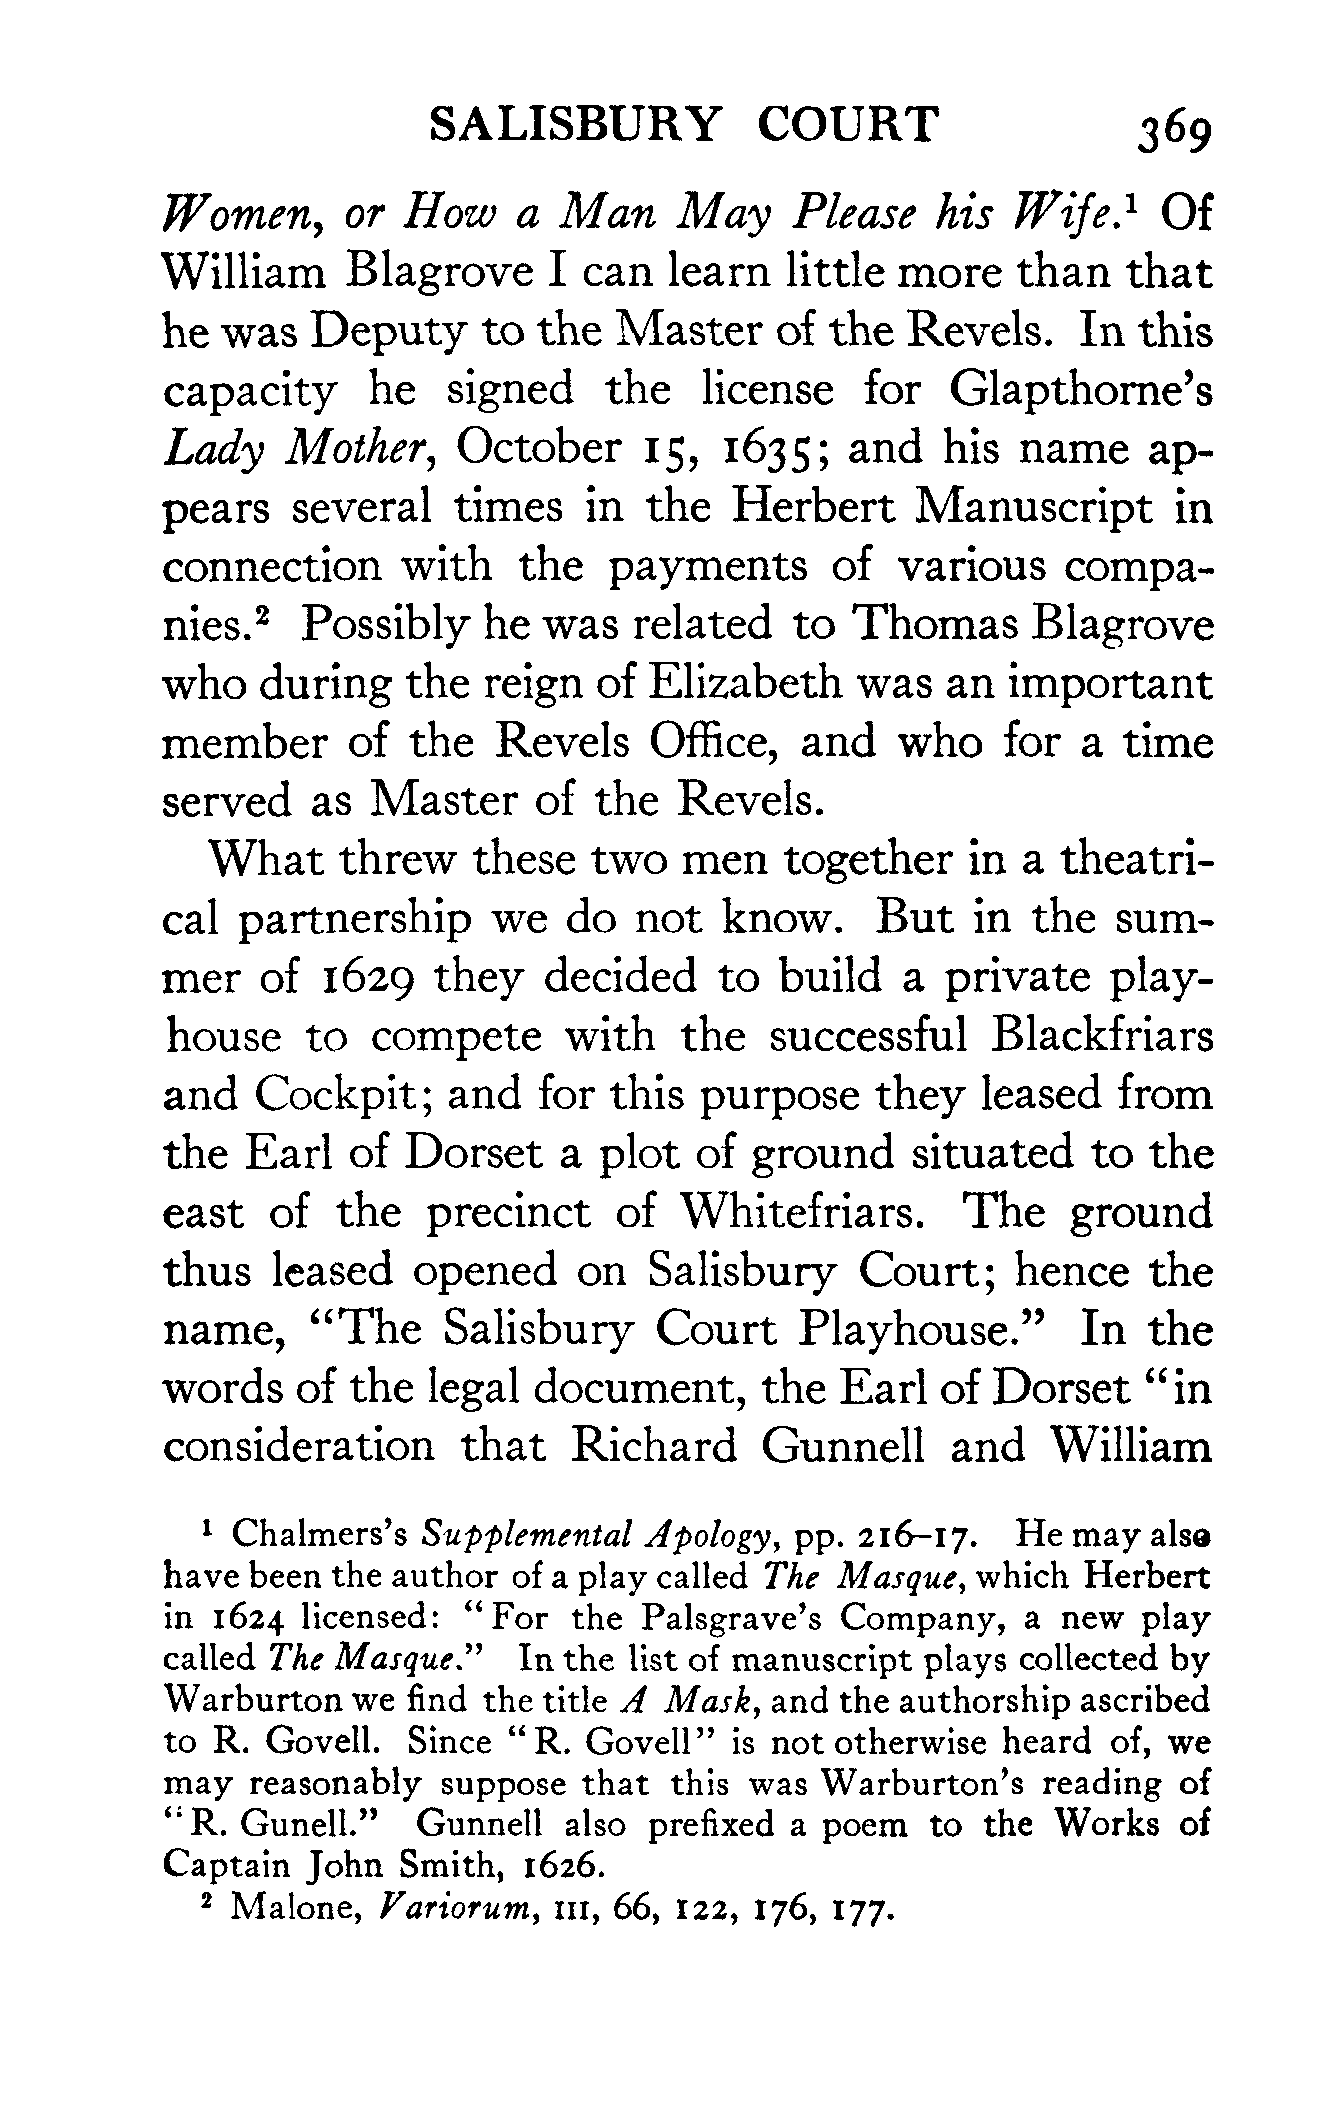 SALISBURY COURT 369
Women, or How a Man May Please his Wife.¹ Of
William Blagrove I can learn little more than that
he was Deputy to the Master of the Revels. In this
capacity he signed the license for Glapthorne's
Lady Mother, October 15, 1635; and his name ap-
pears several times in the Herbert Manuscript in
connection with the payments of various compa-
nies.² Possibly he was related to Thomas Blagrove
who during the reign of Elizabeth was an important
member of the Revels Office, and who for a time
served as Master of the Revels.
What threw these two men together in a theatri-
cal partnership we do not know. But in the sum-
mer of 1629 they decided to build a private play-
house to compete with the successful Blackfriars
and Cockpit; and for this purpose they leased from
the Earl of Dorset a plot of ground situated to the
east of the precinct of Whitefriars. The ground
thus leased opened on Salisbury Court; hence the
name, "The Salisbury Court Playhouse." In the
words of the legal document, the Earl of Dorset "in
consideration that Richard Gunnell and William
¹ Chalmers's Supplemental Apology, pp. 216–17. He may also
have been the author of a play called The Masque, which Herbert
in 1624 licensed: "For the Palsgrave's Company, a new play
called The Masque." In the list of manuscript plays collected by
Warburton we find the title A Mask, and the authorship ascribed
to R. Govell. Since "R. Govell" is not otherwise heard of, we
may reasonably suppose that this was Warburton's reading of
"R. Gunell." Gunnell also prefixed a poem to the Works of
Captain John Smith, 1626.
² Malone, Variorum, III, 66, 122, 176, 177.